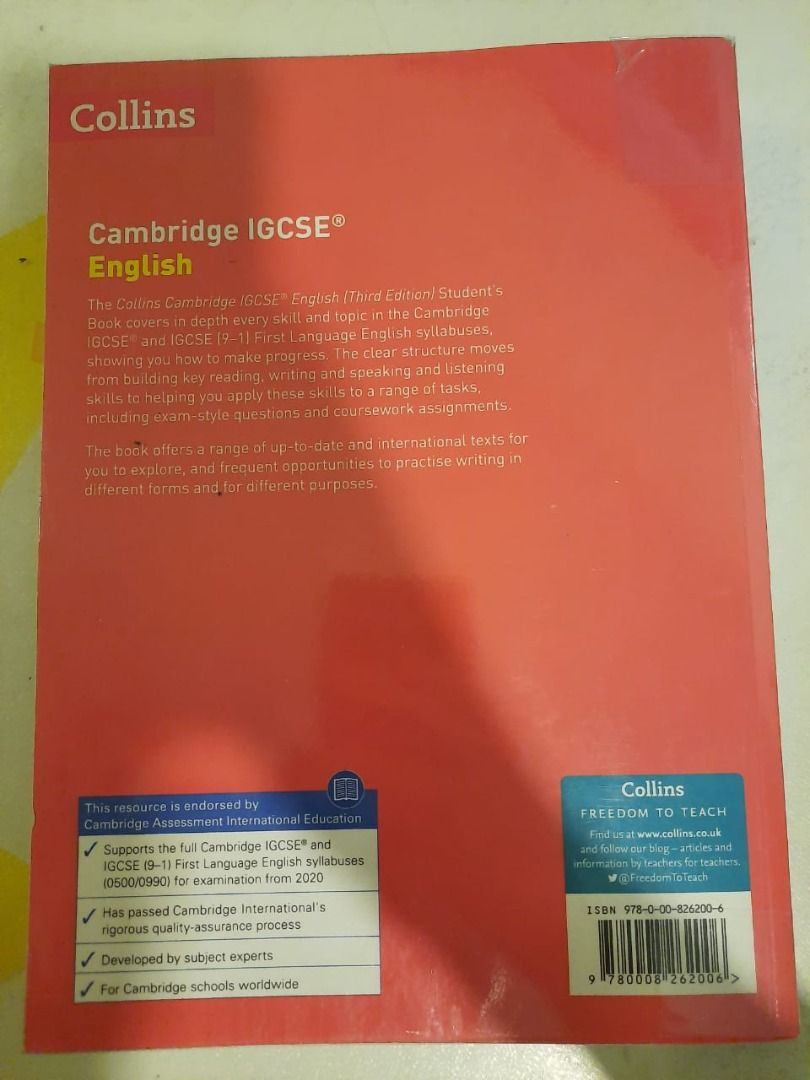 Collins
Cambridge IGCSE®
English
The Collins Cambridge IGCSE® English (Third Edition) Student's
Book covers in depth every skill and topic in the Cambridge
IGCSE® and IGCSE (9–1) First Language English syllabuses,
showing you how to make progress. The clear structure moves
from building key reading, writing and speaking and listening
skills to helping you apply these skills to a range of tasks,
including exam-style questions and coursework assignments.
The book offers a range of up-to-date and international texts for
you to explore, and frequent opportunities to practise writing in
different forms and for different purposes.
This resource is endorsed by
Cambridge Assessment International Education
✓ Supports the full Cambridge IGCSE® and
IGCSE (9–1) First Language English syllabuses
(0500/0990) for examination from 2020
✓ Has passed Cambridge International's
rigorous quality-assurance process
✓ Developed by subject experts
✓ For Cambridge schools worldwide
Collins
FREEDOM TO TEACH
Find us at www.collins.co.uk
and follow our blog – articles and
information by teachers for teachers.
@FreedomToTeach
ISBN 978-0-00-826200-6
9 780008 262006 >